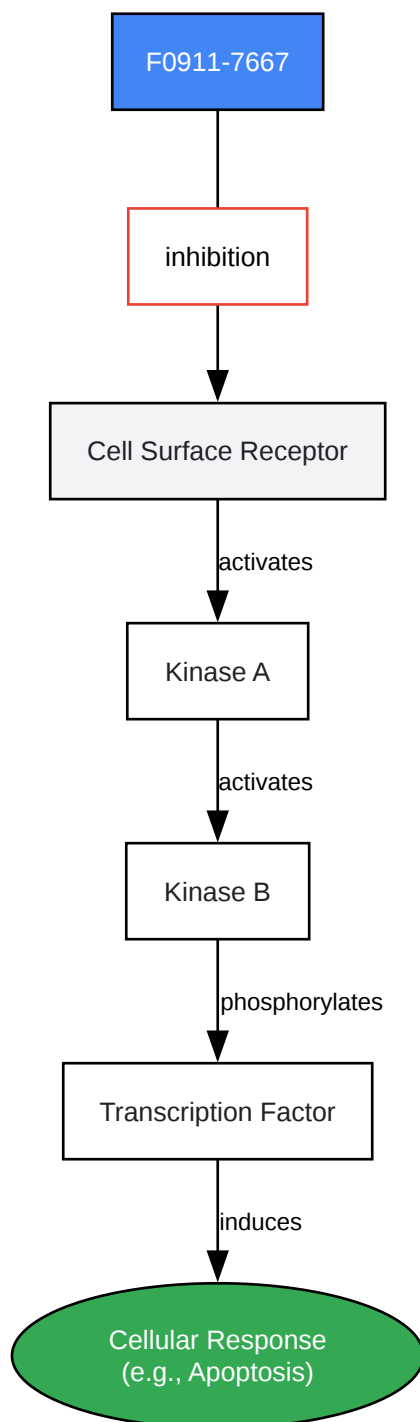 F0911-7667
inhibition
Cell Surface Receptor
activates
Kinase A
activates
Kinase B
phosphorylates
Transcription Factor
induces
Cellular Response
(e.g., Apoptosis)